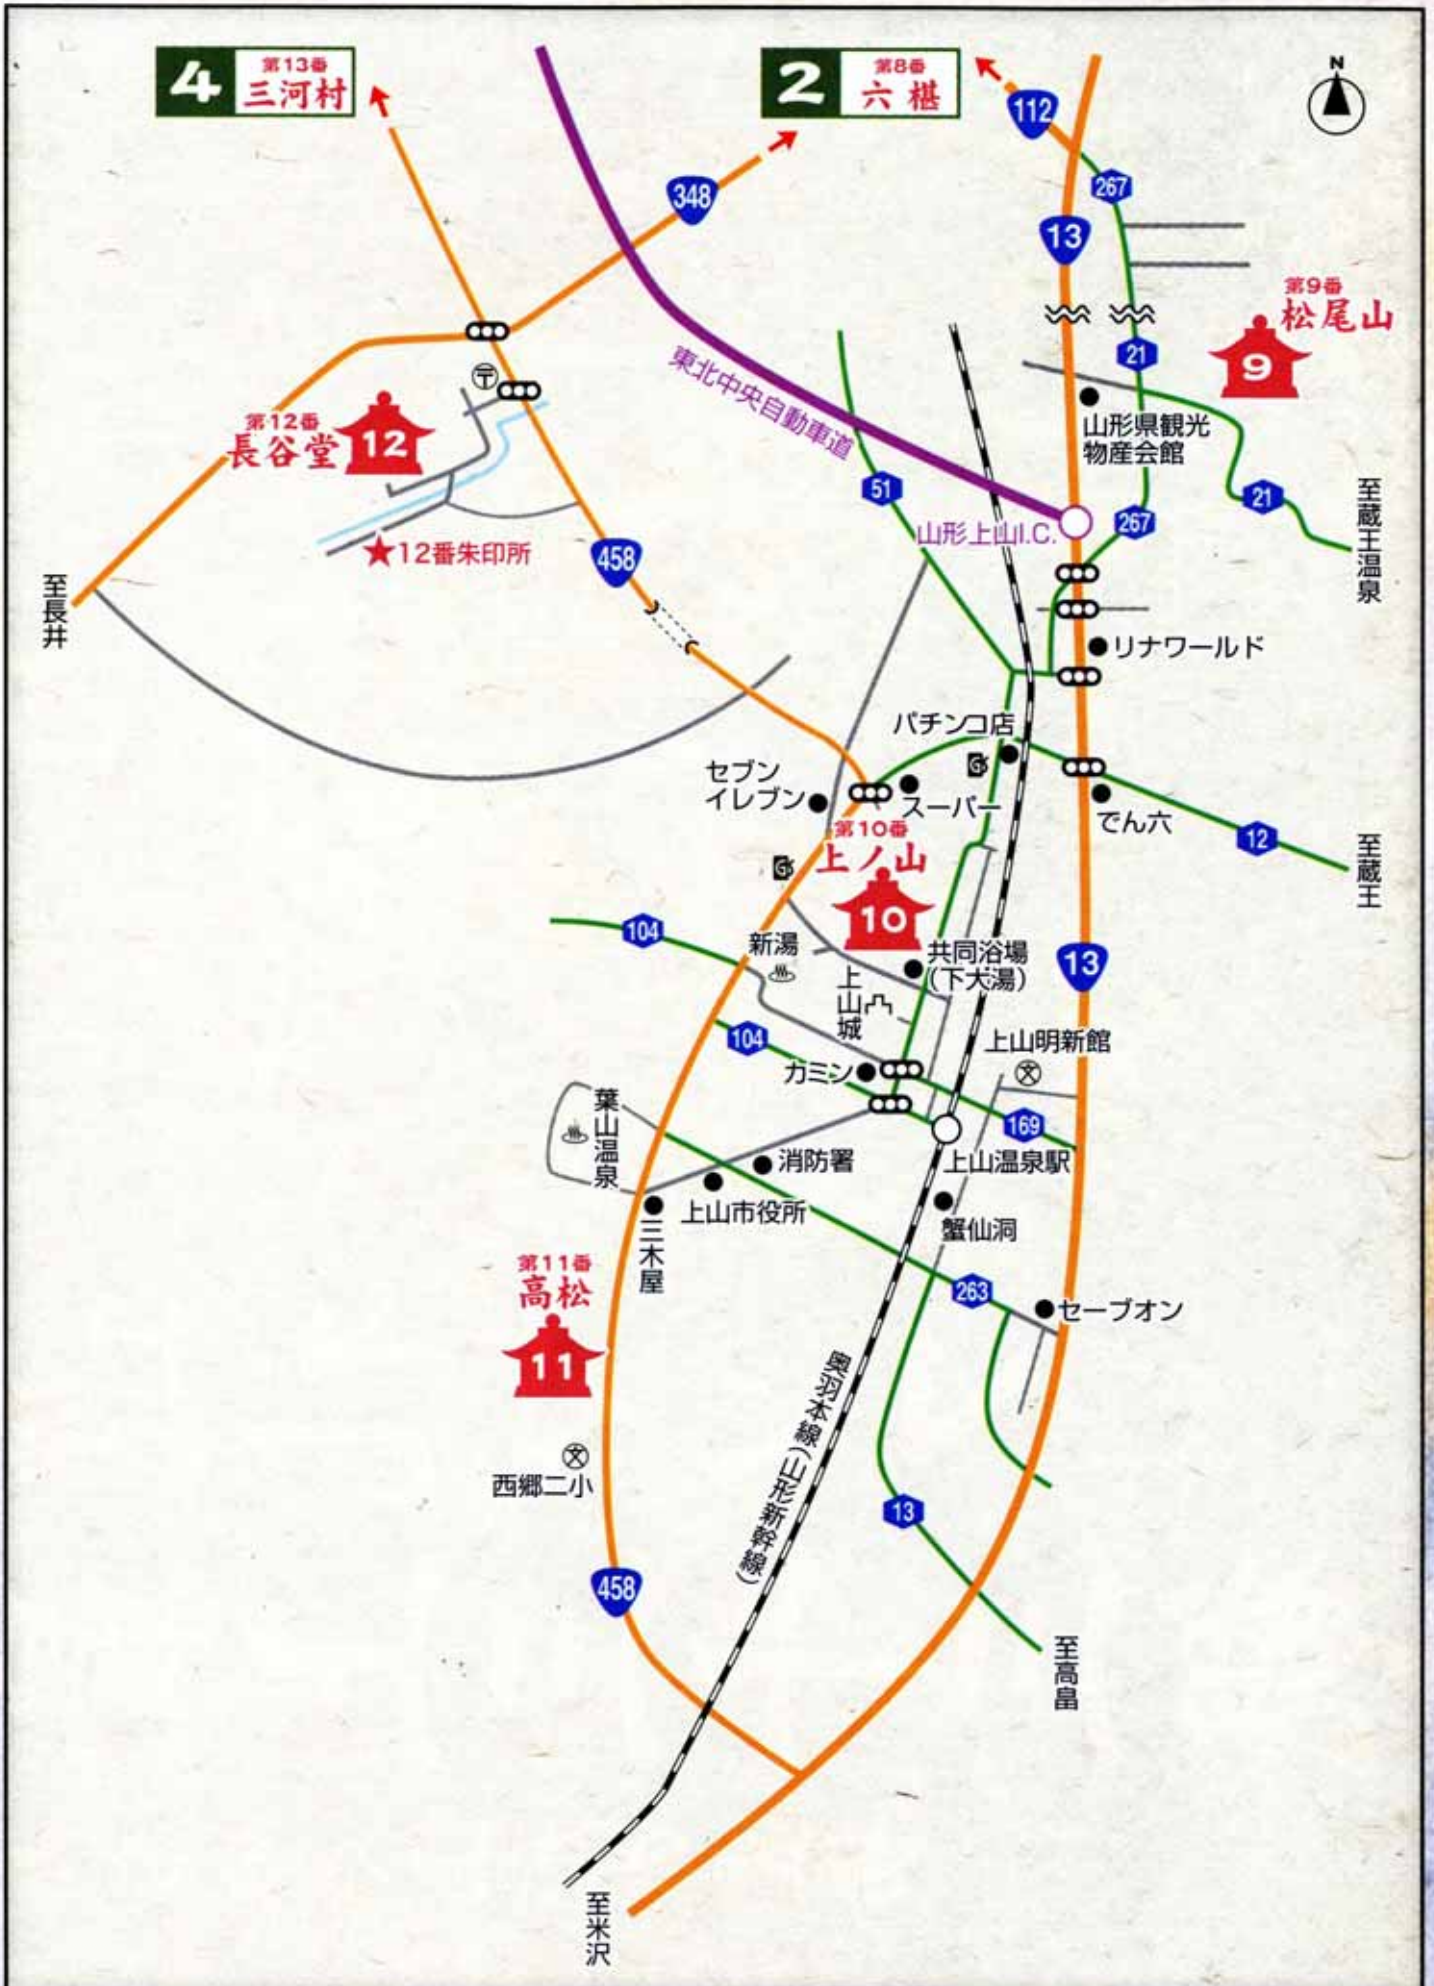 4
第13番
三河村
2
第8番
六椹
N
112
348
267
13
第9番
松尾山
9
21
東北中央自動車道
山形県観光
物産会館
〒
第12番
長谷堂
12
51
21
至蔵王温泉
山形上山I.C.
267
★12番朱印所
458
至長井
リナワールド
パチンコ店
GS
セブン
イレブン
スーパー
でん六
12
至蔵王
第10番
上ノ山
10
GS
104
新湯
共同浴場
(下大湯)
13
上山城
104
上山明新館
文
カミン
葉山温泉
169
消防署
上山温泉駅
上山市役所
蟹仙洞
三木屋
第11番
高松
11
263
セーブオン
奥羽本線(山形新幹線)
文
西郷二小
13
458
至高畠
至米沢